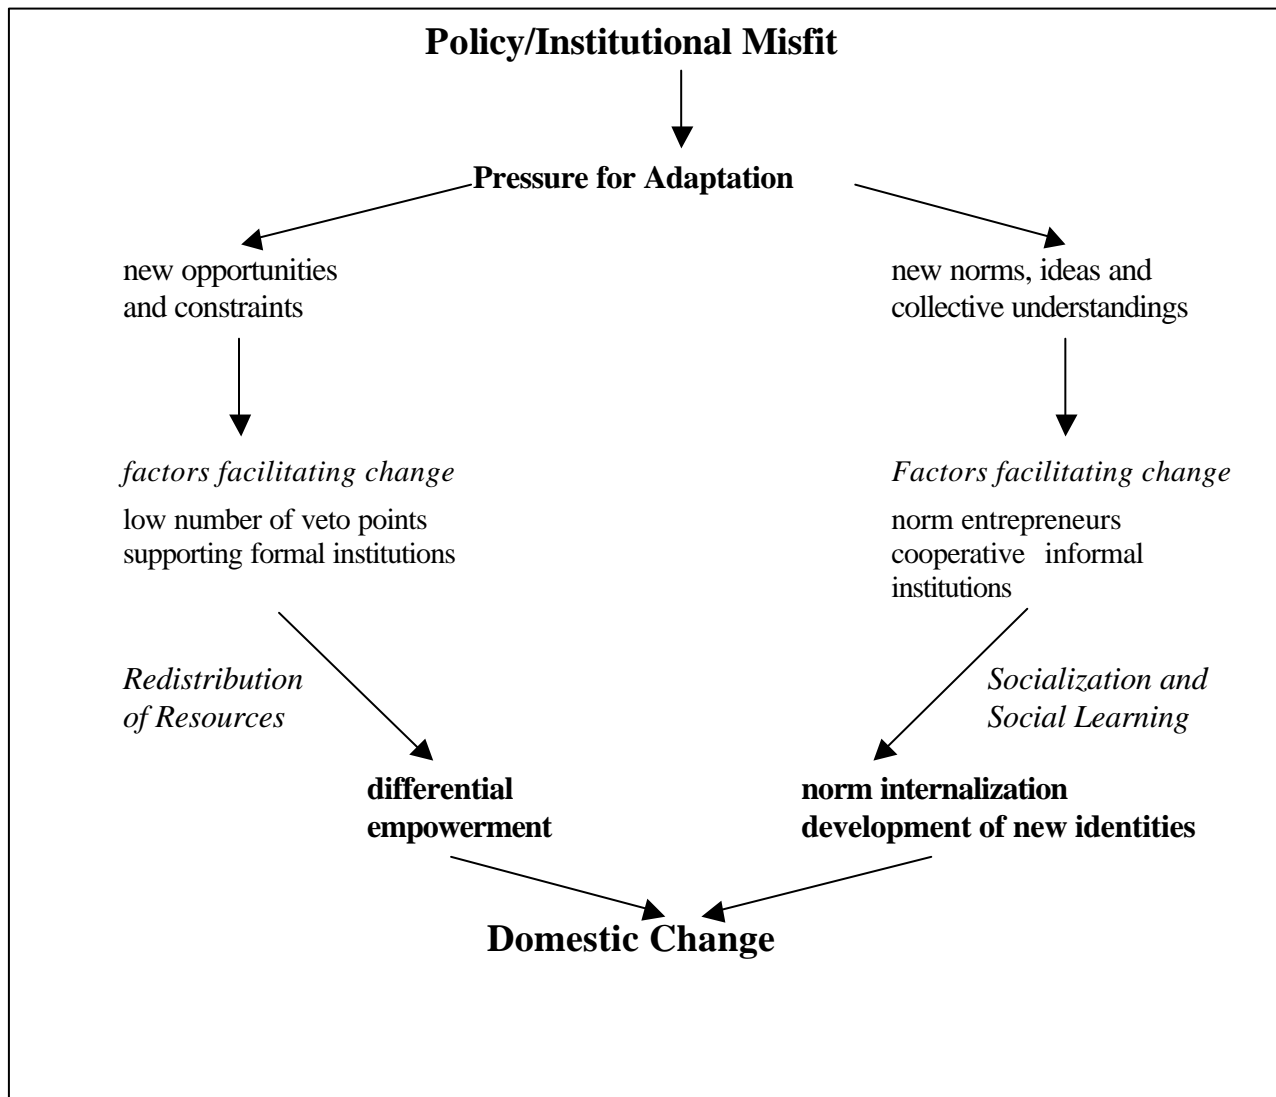 Policy/Institutional Misfit
Pressure for Adaptation
new opportunities
and constraints
new norms, ideas and
collective understandings
factors facilitating change
low number of veto points
supporting formal institutions
Factors facilitating change
norm entrepreneurs
cooperative informal
institutions
Redistribution
of Resources
Socialization and
Social Learning
differential
empowerment
norm internalization
development of new identities
Domestic Change